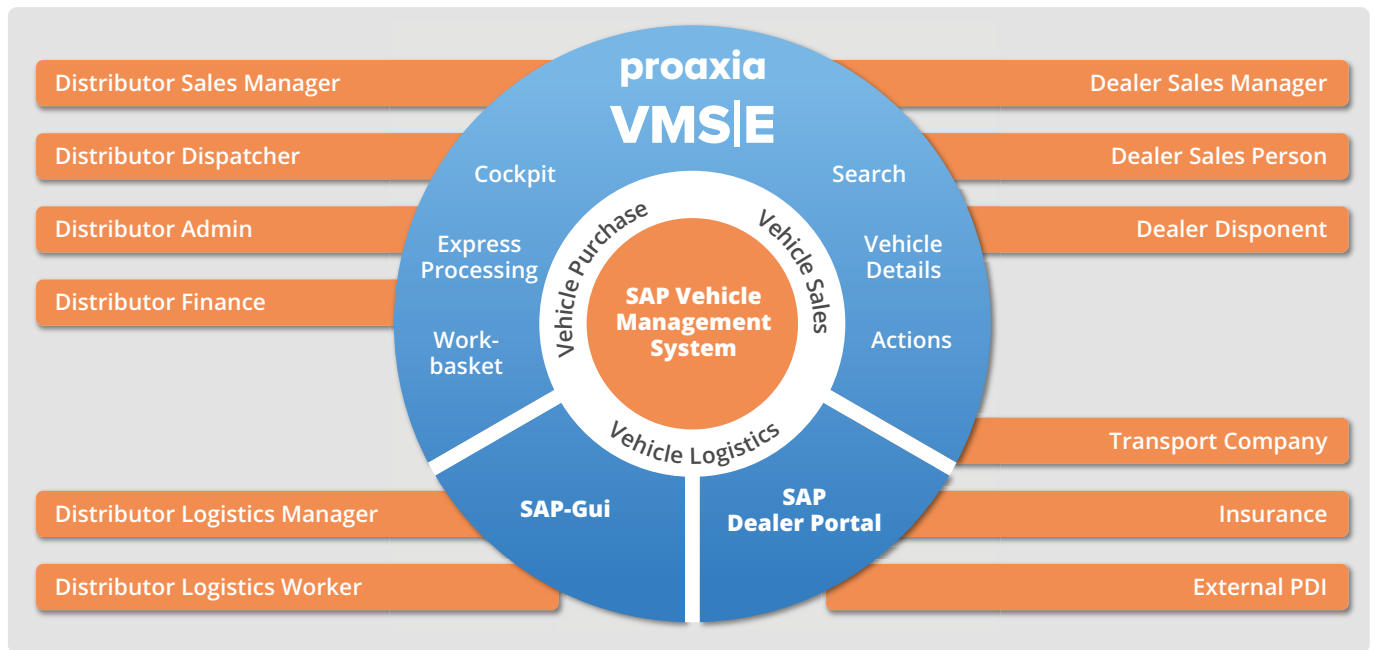 Distributor Sales Manager
Distributor Dispatcher
Distributor Admin
Distributor Finance
Distributor Logistics Manager
Distributor Logistics Worker
proaxia
VMS|E
Cockpit
Express
Processing
Work-
basket
Search
Vehicle
Details
Actions
Vehicle Purchase
Vehicle Sales
Vehicle Logistics
SAP Vehicle
Management
System
SAP-Gui
SAP
Dealer Portal
Dealer Sales Manager
Dealer Sales Person
Dealer Disponent
Transport Company
Insurance
External PDI